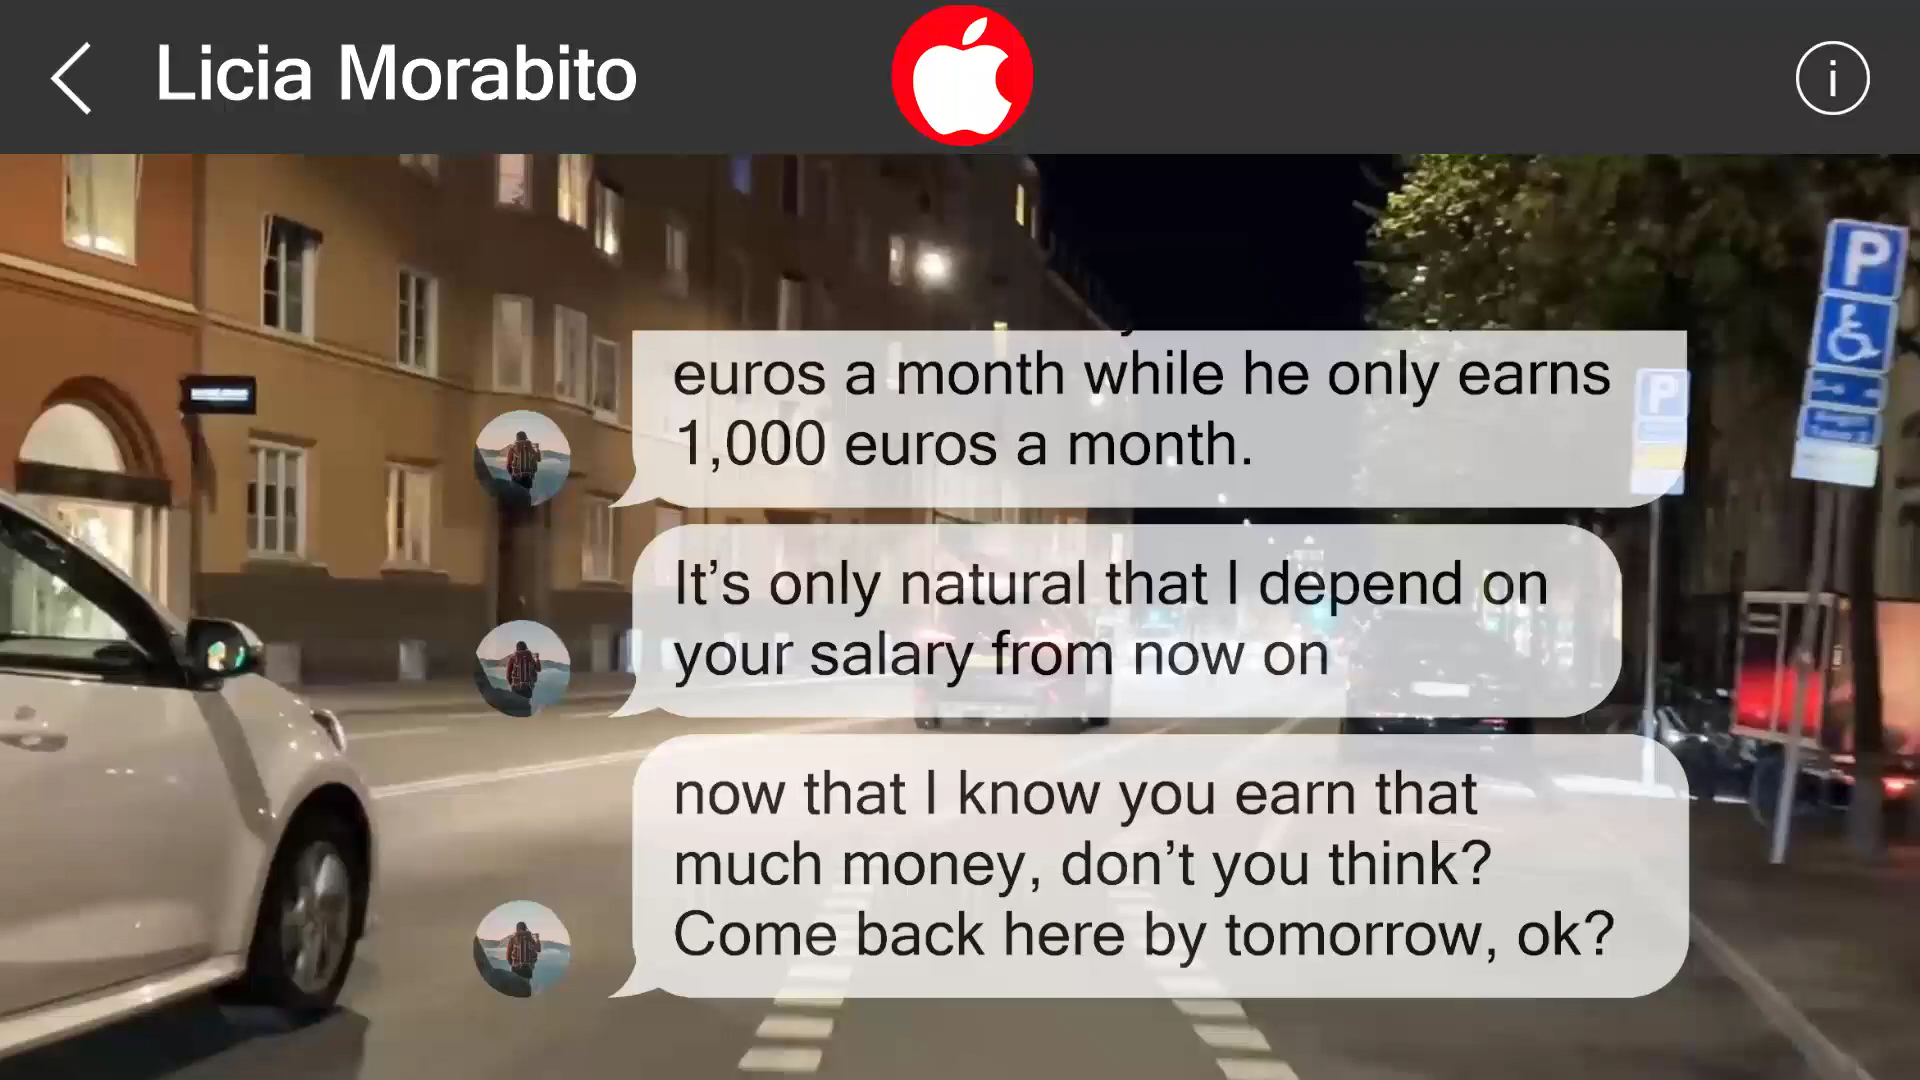 Licia Morabito
euros a month while he only earns
1,000 euros a month.
It’s only natural that I depend on
your salary from now on
now that I know you earn that
much money, don’t you think?
Come back here by tomorrow, ok?
P
P